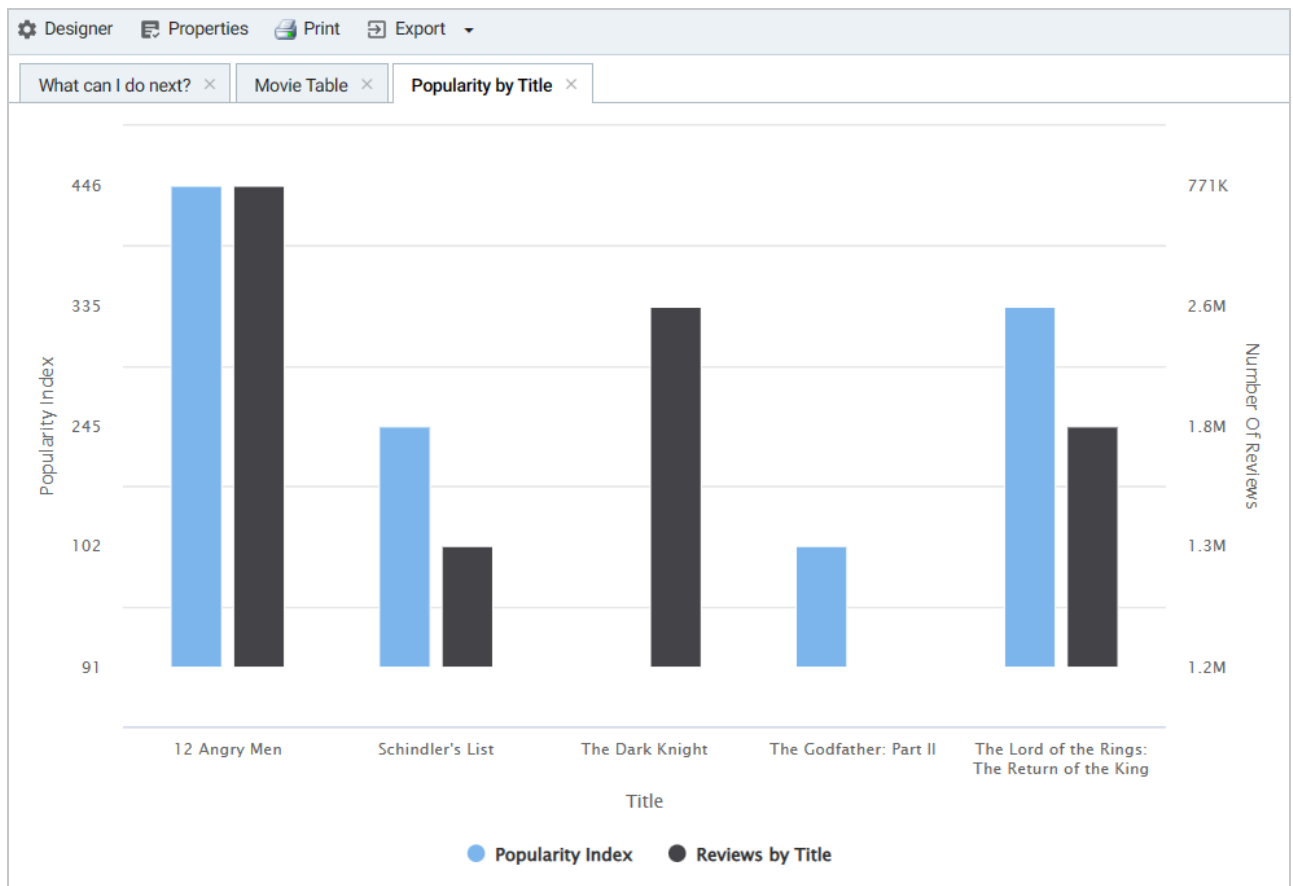 Designer Properties Print Export
What can I do next? Movie Table Popularity by Title
446 771K
335 2.6M
Popularity Index
Number Of Reviews
245 1.8M
102 1.3M
91 1.2M
12 Angry Men Schindler's List The Dark Knight The Godfather: Part II The Lord of the Rings:
The Return of the King
Title
Popularity Index Reviews by Title